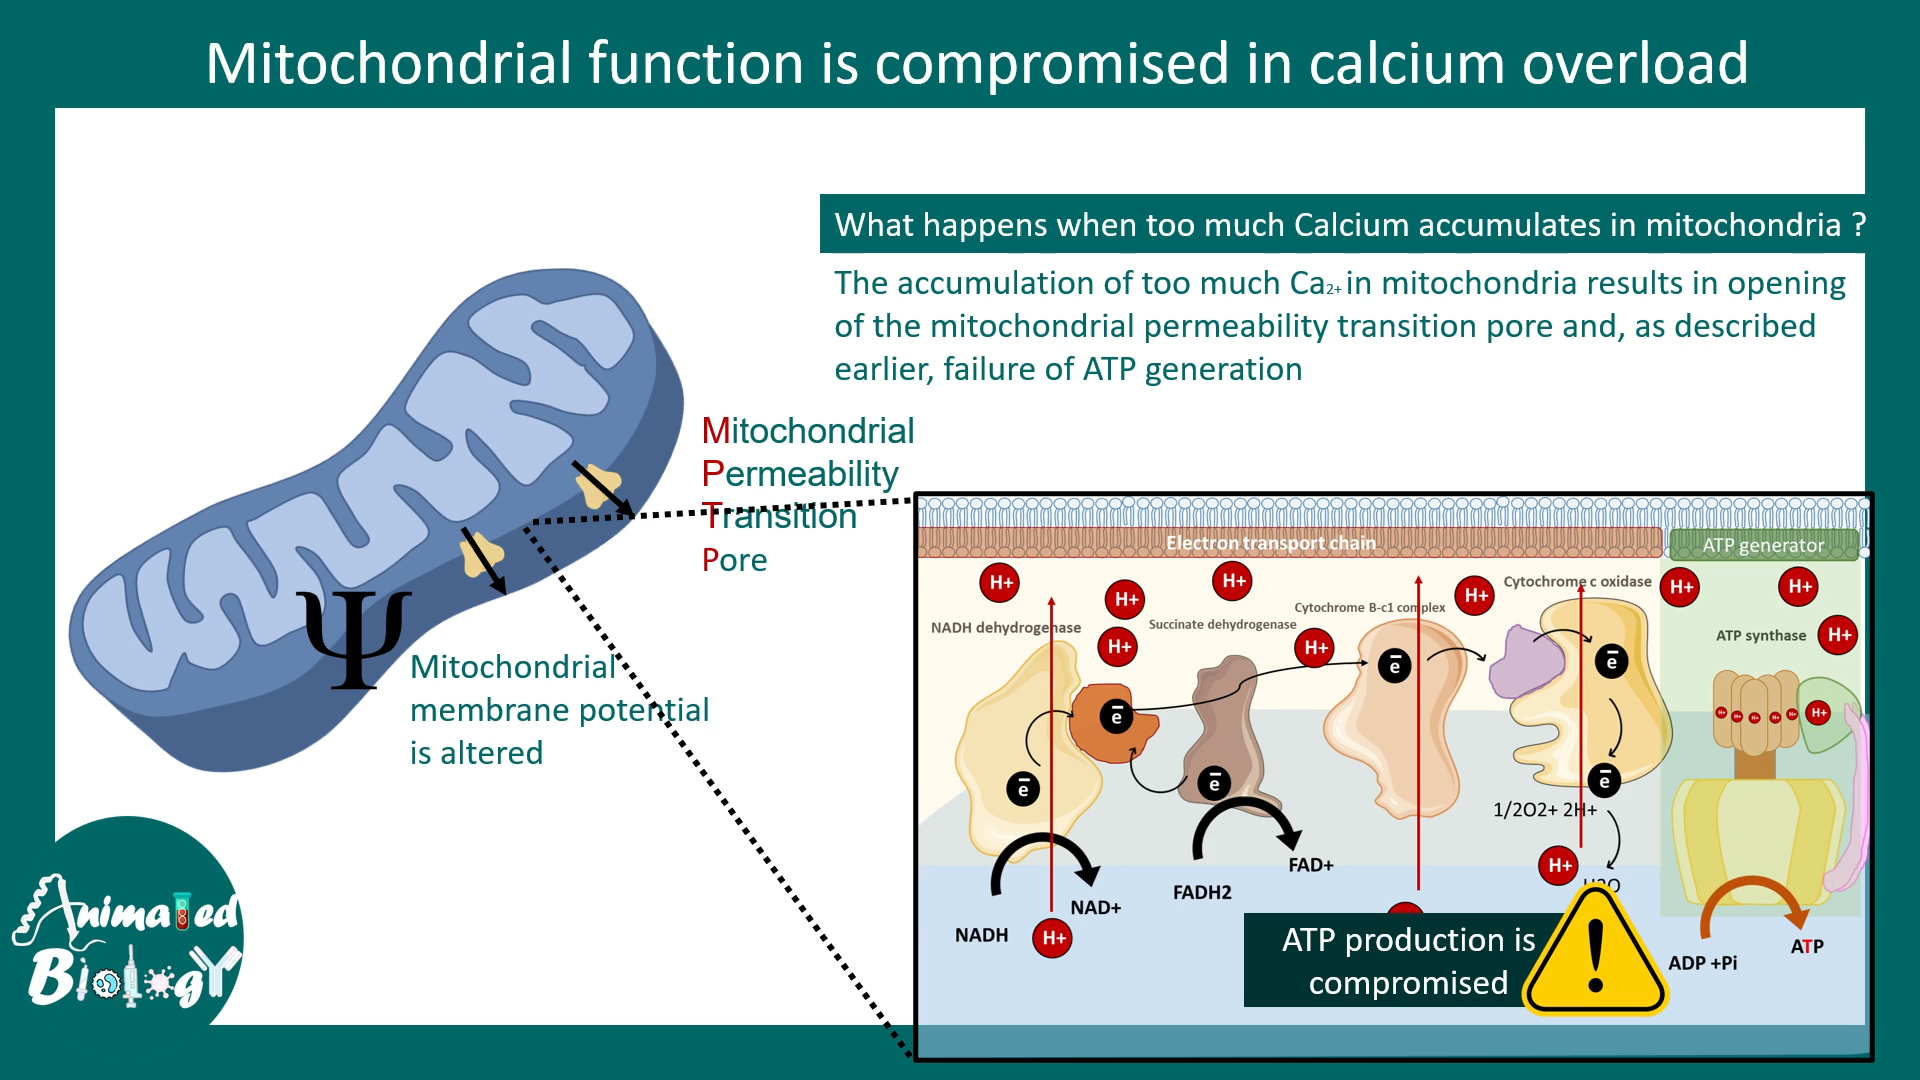 Mitochondrial function is compromised in calcium overload
What happens when too much Calcium accumulates in mitochondria ?
The accumulation of too much Ca2+ in mitochondria results in opening
of the mitochondrial permeability transition pore and, as described
earlier, failure of ATP generation
Mitochondrial
Permeability
Transition
Pore
Ψ
Mitochondrial
membrane potential
is altered
Electron transport chain
ATP generator
H+
H+
H+
H+
H+
H+
H+
H+
H+
Cytochrome c oxidase
Cytochrome B-c1 complex
NADH dehydrogenase
Succinate dehydrogenase
ATP synthase
e
e
e
e
e
e
H+ H+ H+ H+ H+ H+
1/2O2+ 2H+
H+
H2O
FAD+
FADH2
NAD+
NADH
H+
ATP production is
compromised
!
ADP +Pi
ATP
Animated
Biology